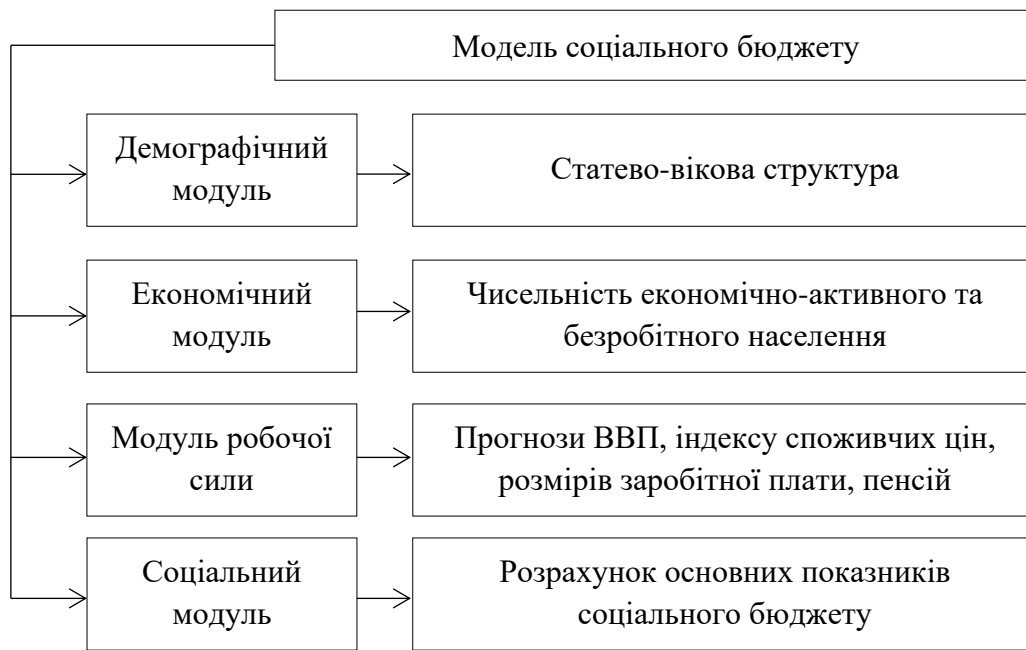 Модель соціального бюджету
Демографічний
модуль
Статево-вікова структура
Економічний
модуль
Чисельність економічно-активного та
безробітного населення
Модуль робочої
сили
Прогнози ВВП, індексу споживчих цін,
розмірів заробітної плати, пенсій
Соціальний
модуль
Розрахунок основних показників
соціального бюджету